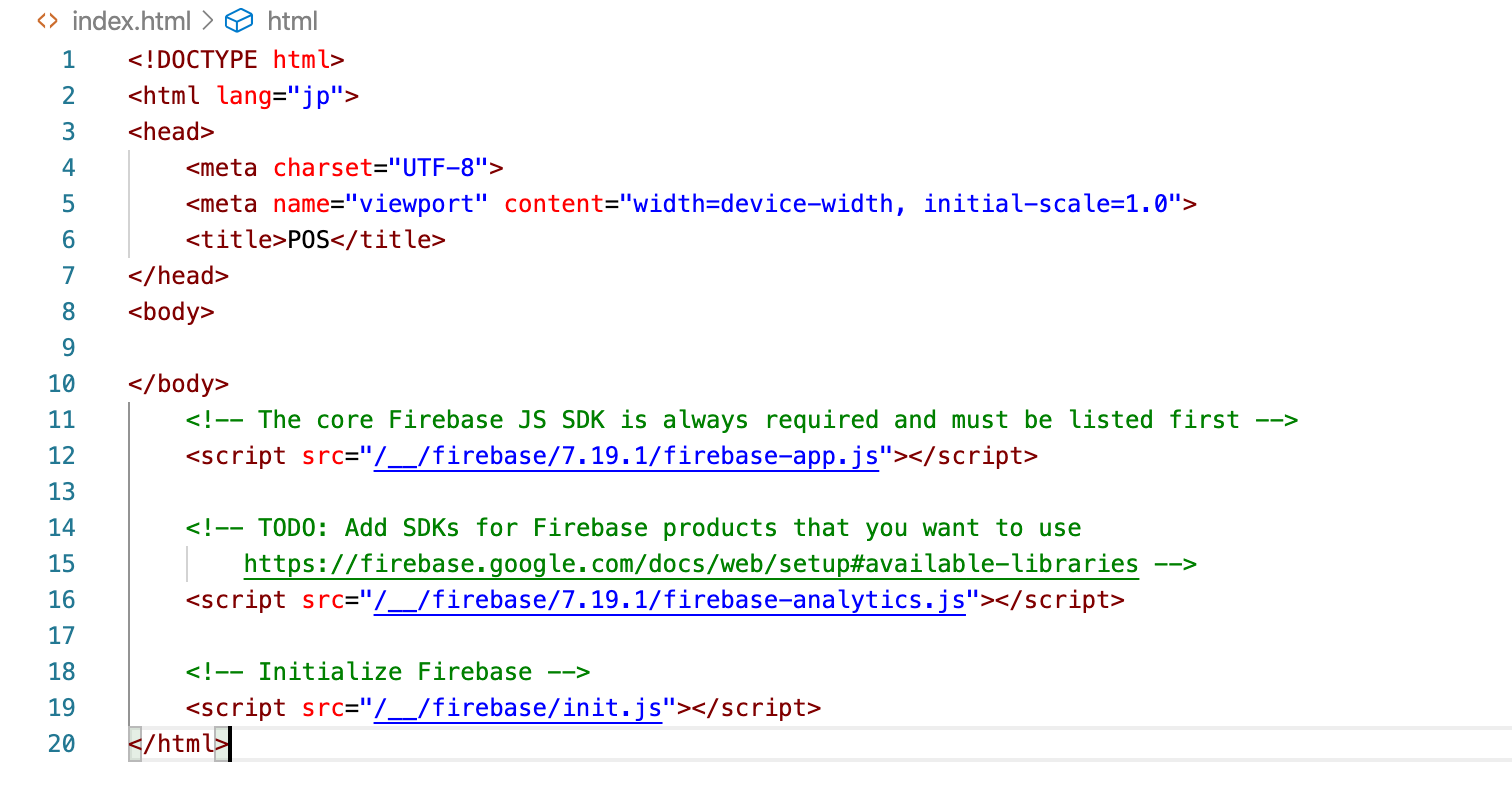 index.html > html
1 <!DOCTYPE html>
2 <html lang="jp">
3 <head>
4     <meta charset="UTF-8">
5     <meta name="viewport" content="width=device-width, initial-scale=1.0">
6     <title>POS</title>
7 </head>
8 <body>
9
10 </body>
11     <!-- The core Firebase JS SDK is always required and must be listed first -->
12     <script src="/__/firebase/7.19.1/firebase-app.js"></script>
13
14     <!-- TODO: Add SDKs for Firebase products that you want to use
15         https://firebase.google.com/docs/web/setup#available-libraries -->
16     <script src="/__/firebase/7.19.1/firebase-analytics.js"></script>
17
18     <!-- Initialize Firebase -->
19     <script src="/__/firebase/init.js"></script>
20 </html>